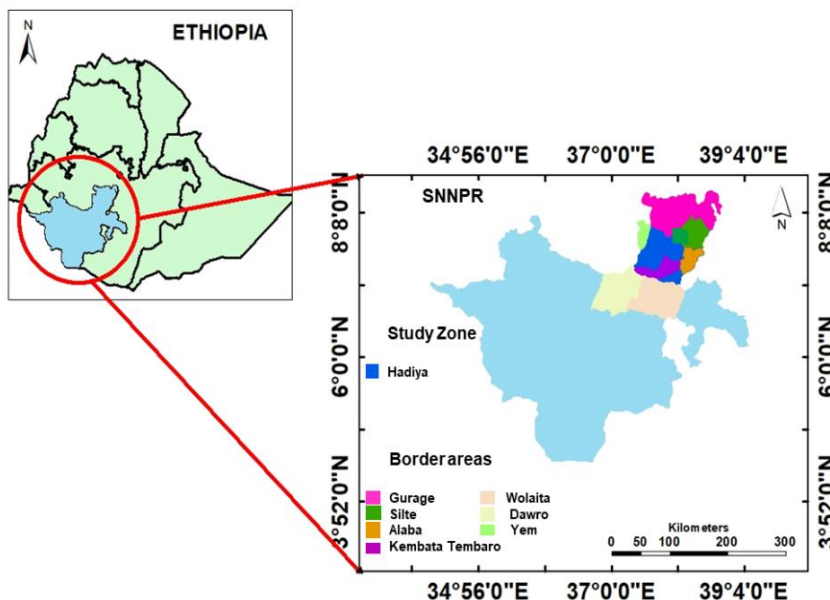 N
ETHIOPIA
34°56'0"E 37°0'0"E 39°4'0"E
SNNPR
N
8°8'0"N
8°8'0"N
Study Zone
Hadiya
6°0'0"N
6°0'0"N
Border areas
Gurage
Wolaita
Silte
Dawro
Alaba
Yem
Kembata Tembaro
Kilometers
0 50 100 200 300
3°52'0"N
3°52'0"N
34°56'0"E 37°0'0"E 39°4'0"E